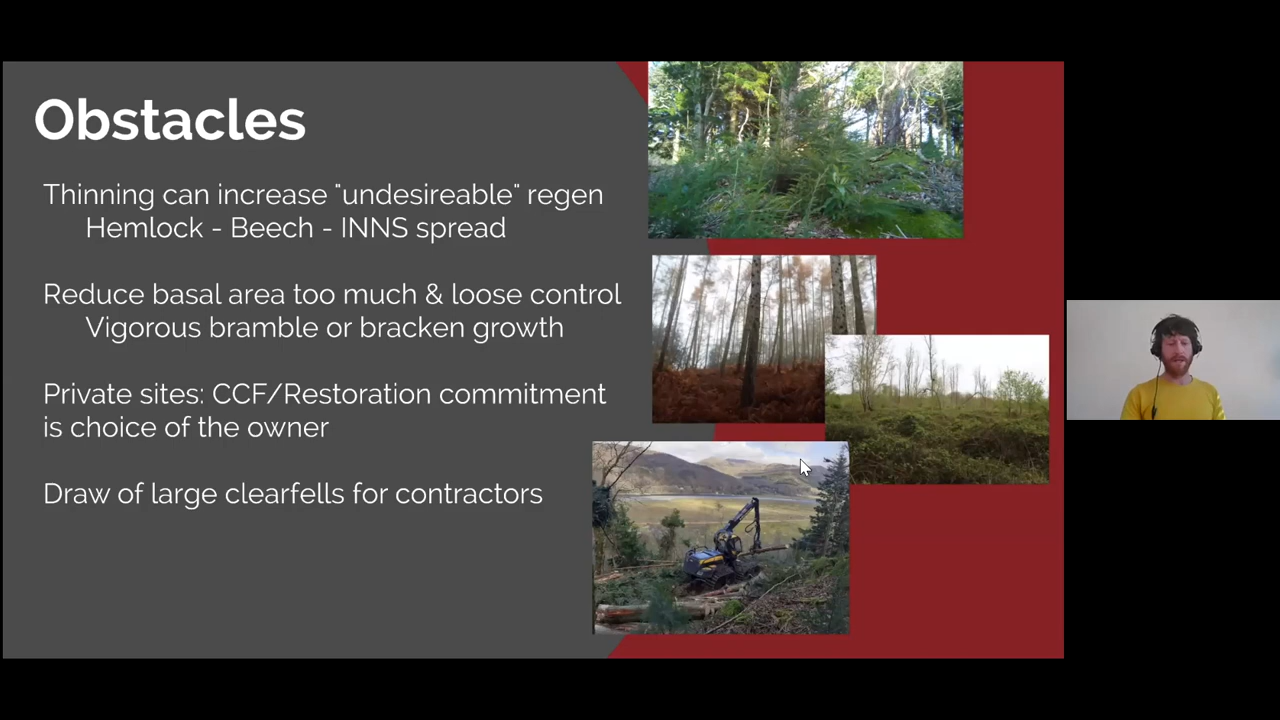 Obstacles
Thinning can increase "undesireable" regen
Hemlock - Beech - INNS spread
Reduce basal area too much & loose control
Vigorous bramble or bracken growth
Private sites: CCF/Restoration commitment
is choice of the owner
Draw of large clearfells for contractors